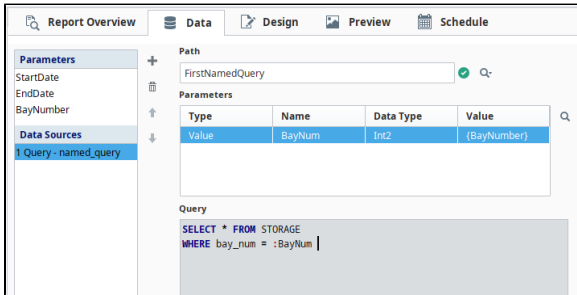 Report Overview Data Design Preview Schedule
Parameters
StartDate
EndDate
BayNumber
Data Sources
1 Query - named_query
Path
FirstNamedQuery
Parameters
Type Name Data Type Value
Value BayNum Int2 {BayNumber}
Query
SELECT * FROM STORAGE
WHERE bay_num = :BayNum